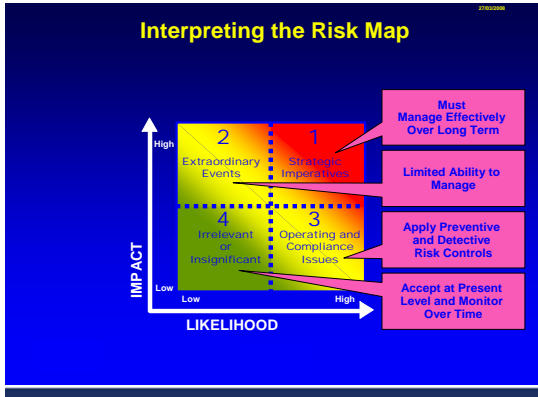 27/03/2008
Interpreting the Risk Map
Must
Manage Effectively
Over Long Term
Limited Ability to
Manage
Apply Preventive
and Detective
Risk Controls
Accept at Present
Level and Monitor
Over Time
IMPACT
High
Low
2
Extraordinary
Events
1
Strategic
Imperatives
4
Irrelevant
or
Insignificant
3
Operating and
Compliance
Issues
Low
High
LIKELIHOOD